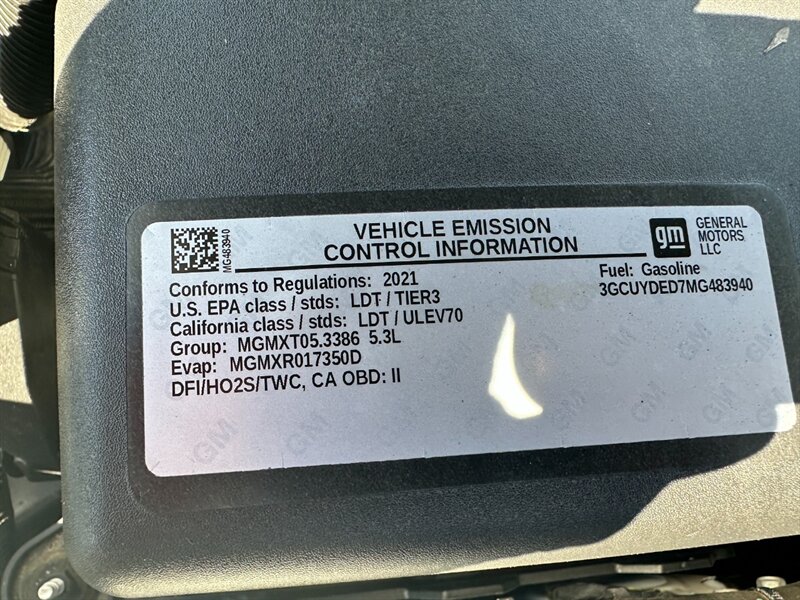 VEHICLE EMISSION
CONTROL INFORMATION
gm
GENERAL
MOTORS
LLC
MG483940
Conforms to Regulations: 2021
Fuel: Gasoline
U.S. EPA class / stds: LDT / TIER3
3GCUYDED7MG483940
California class / stds: LDT / ULEV70
Group: MGMXT05.3386 5.3L
Evap: MGMXR017350D
DFI/HO2S/TWC, CA OBD: II